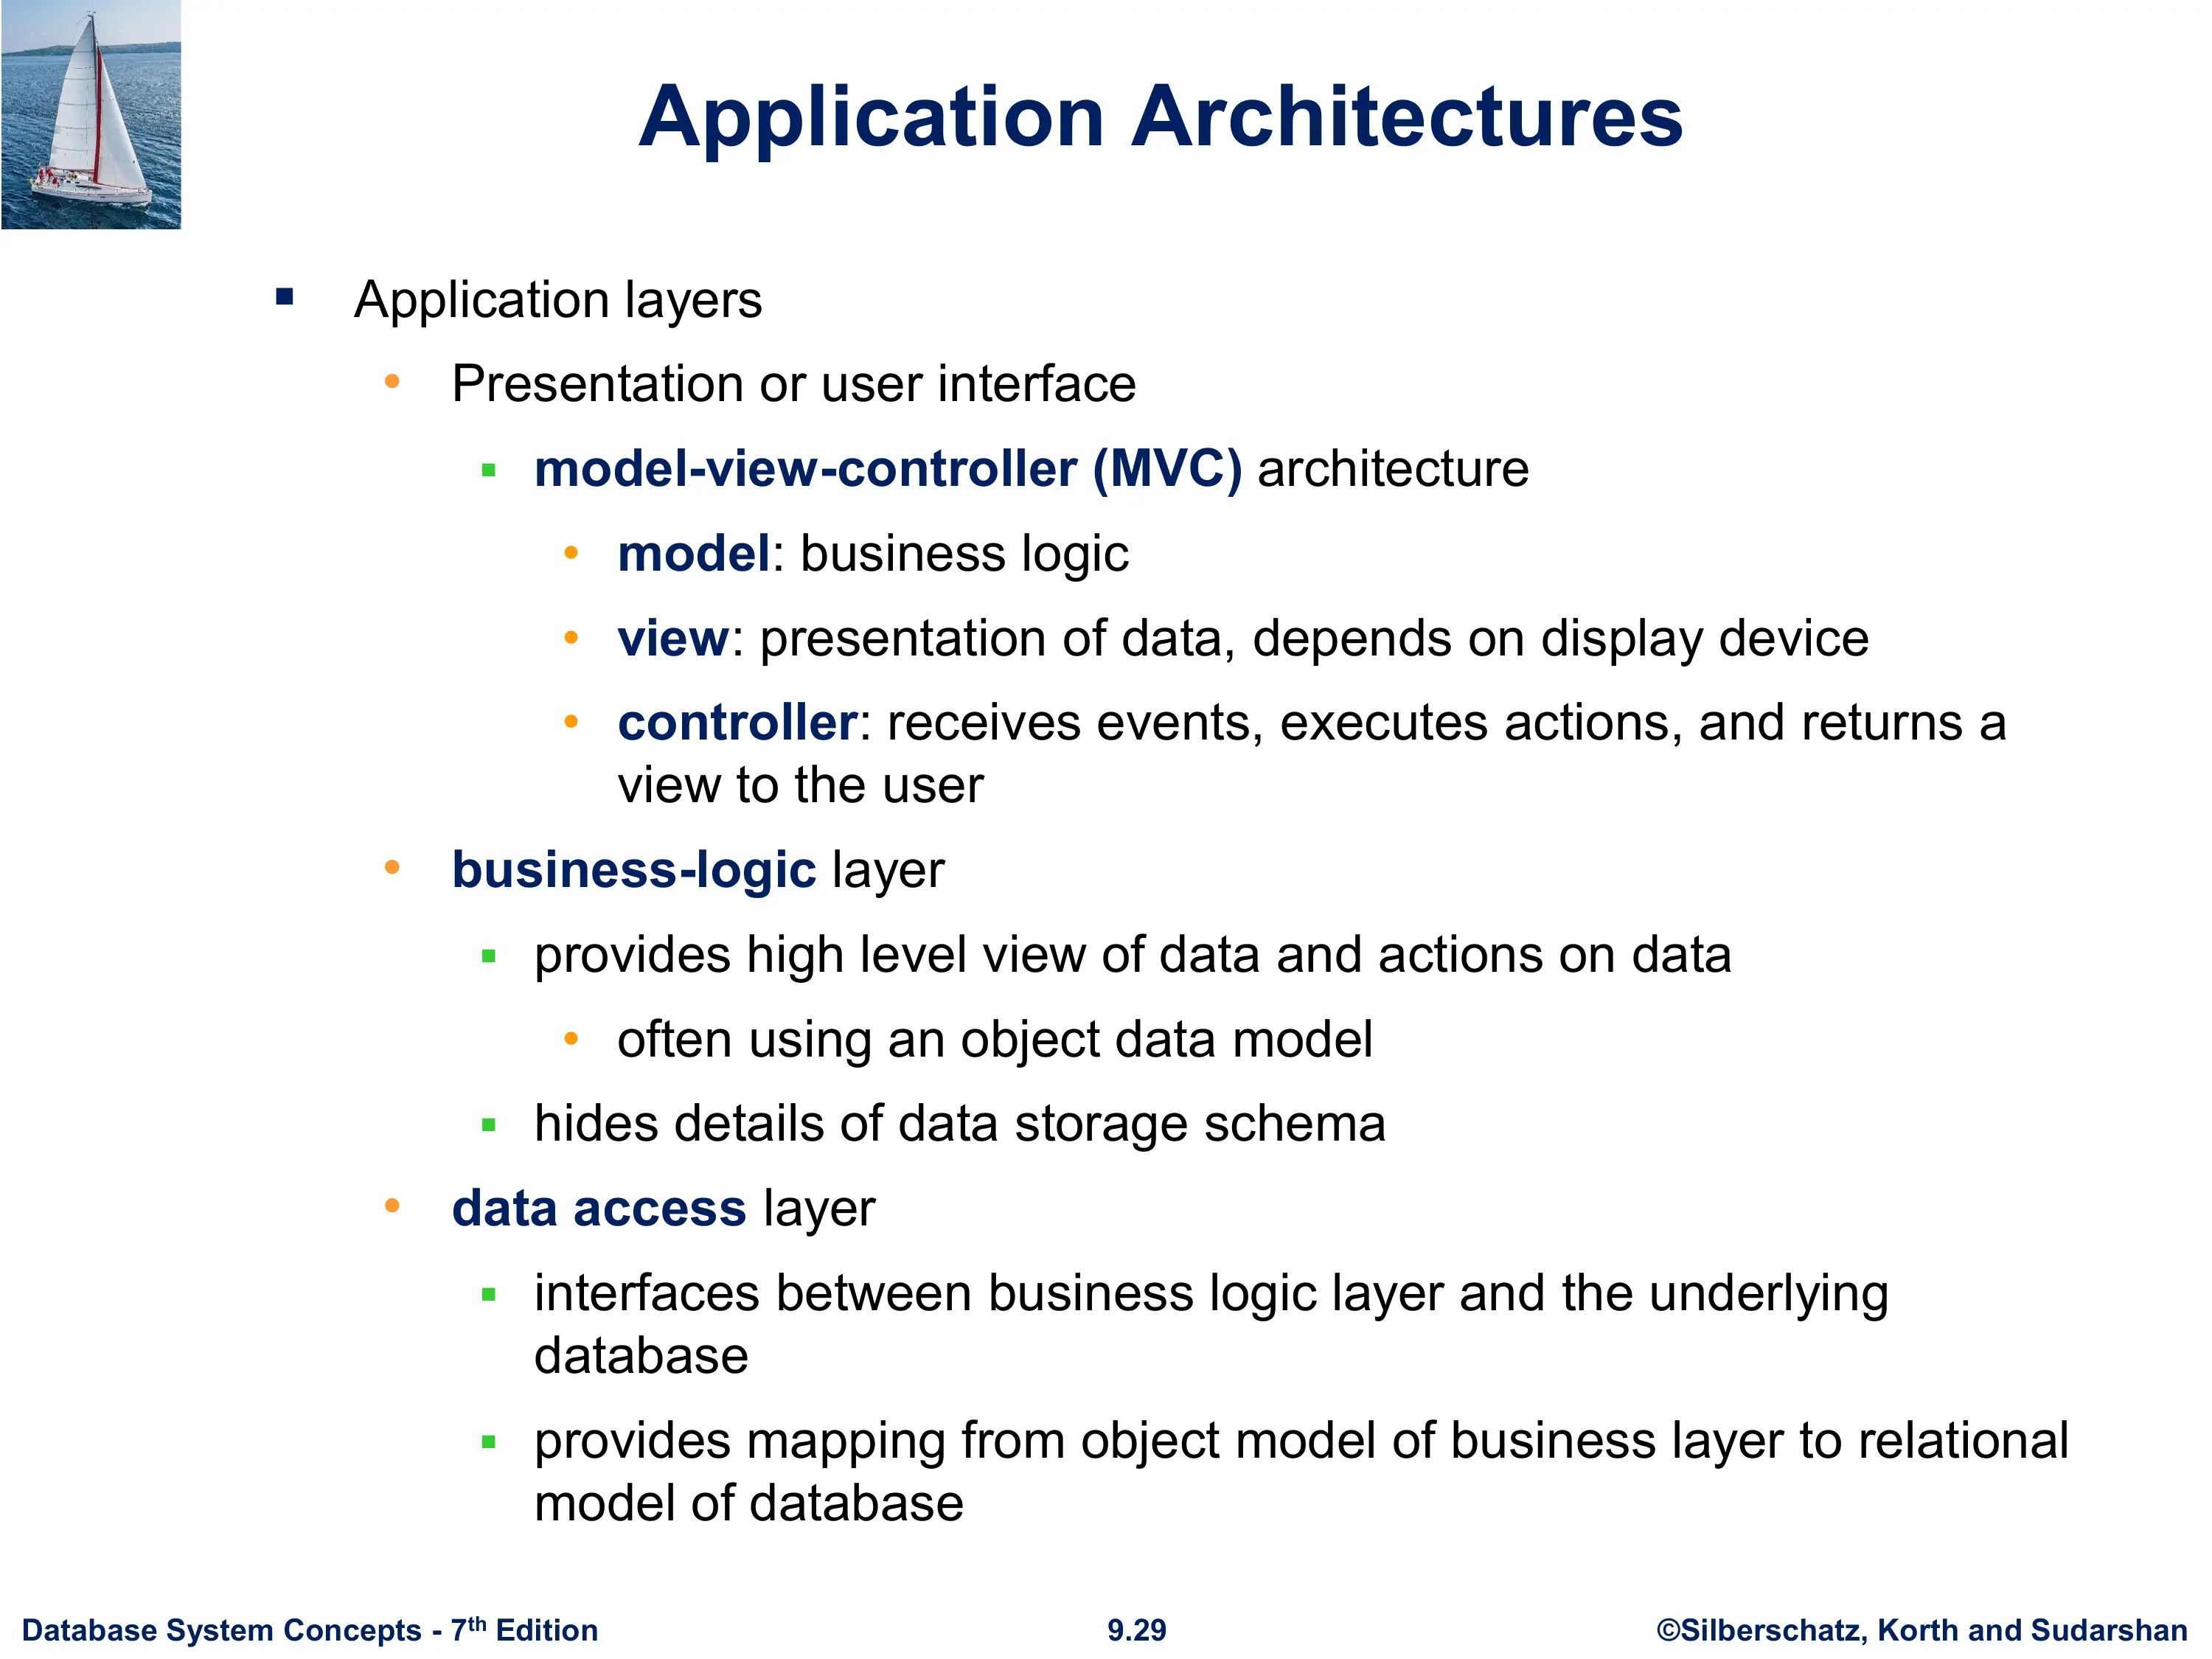 Application Architectures
▪ Application layers
• Presentation or user interface
▪ model-view-controller (MVC) architecture
• model: business logic
• view: presentation of data, depends on display device
• controller: receives events, executes actions, and returns a
view to the user
• business-logic layer
▪ provides high level view of data and actions on data
• often using an object data model
▪ hides details of data storage schema
• data access layer
▪ interfaces between business logic layer and the underlying
database
▪ provides mapping from object model of business layer to relational
model of database
Database System Concepts - 7th Edition
9.29
©Silberschatz, Korth and Sudarshan